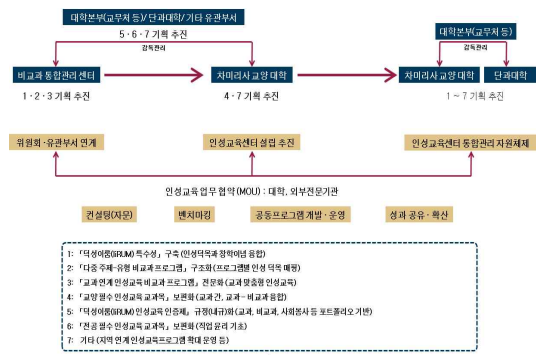 대학본부(교무처 등)/ 단과대학/ 기타 유관부서
5 · 6 · 7 기획 추진
감독관리
대학본부(교무처 등)
감독관리
비교과 통합관리 센터
차미리사 교양 대학
차미리사 교양 대학
단과대학
1 · 2 · 3 기획 추진
4 · 7 기획 추진
1 ~ 7 기획 추진
위원회·유관부서 연계
인성교육센터 설립 추진
인성교육센터 통합관리 지원체제
인성교육 업무 협약(MOU) : 대학, 외부전문기관
컨설팅(자문)
벤치마킹
공동프로그램 개발 · 운영
성과 공유 · 확산
1: 「덕성이룸(iRUM) 특수성」 구축 (인성덕목과 창학이념 융합)
2: 「다중 주제-유형 비교과 프로그램」 구조화 (프로그램별 인성 덕목 매핑)
3: 「교과 연계 인성교육 비교과 프로그램」 전문화 (교과 맞춤형 인성교육)
4: 「교양 필수 인성교육 교과목」 보편화 (교과 간, 교과 - 비교과 융합)
5: 「덕성이룸(iRUM) 인성교육 인증제」 규정(내규)화 (교과, 비교과, 사회봉사 등 포트폴리오 기반)
6: 「전공 필수 인성교육 교과목」 보편화 (직업 윤리 기초)
7: 기타 (지역 연계 인성교육프로그램 확대 운영 등)